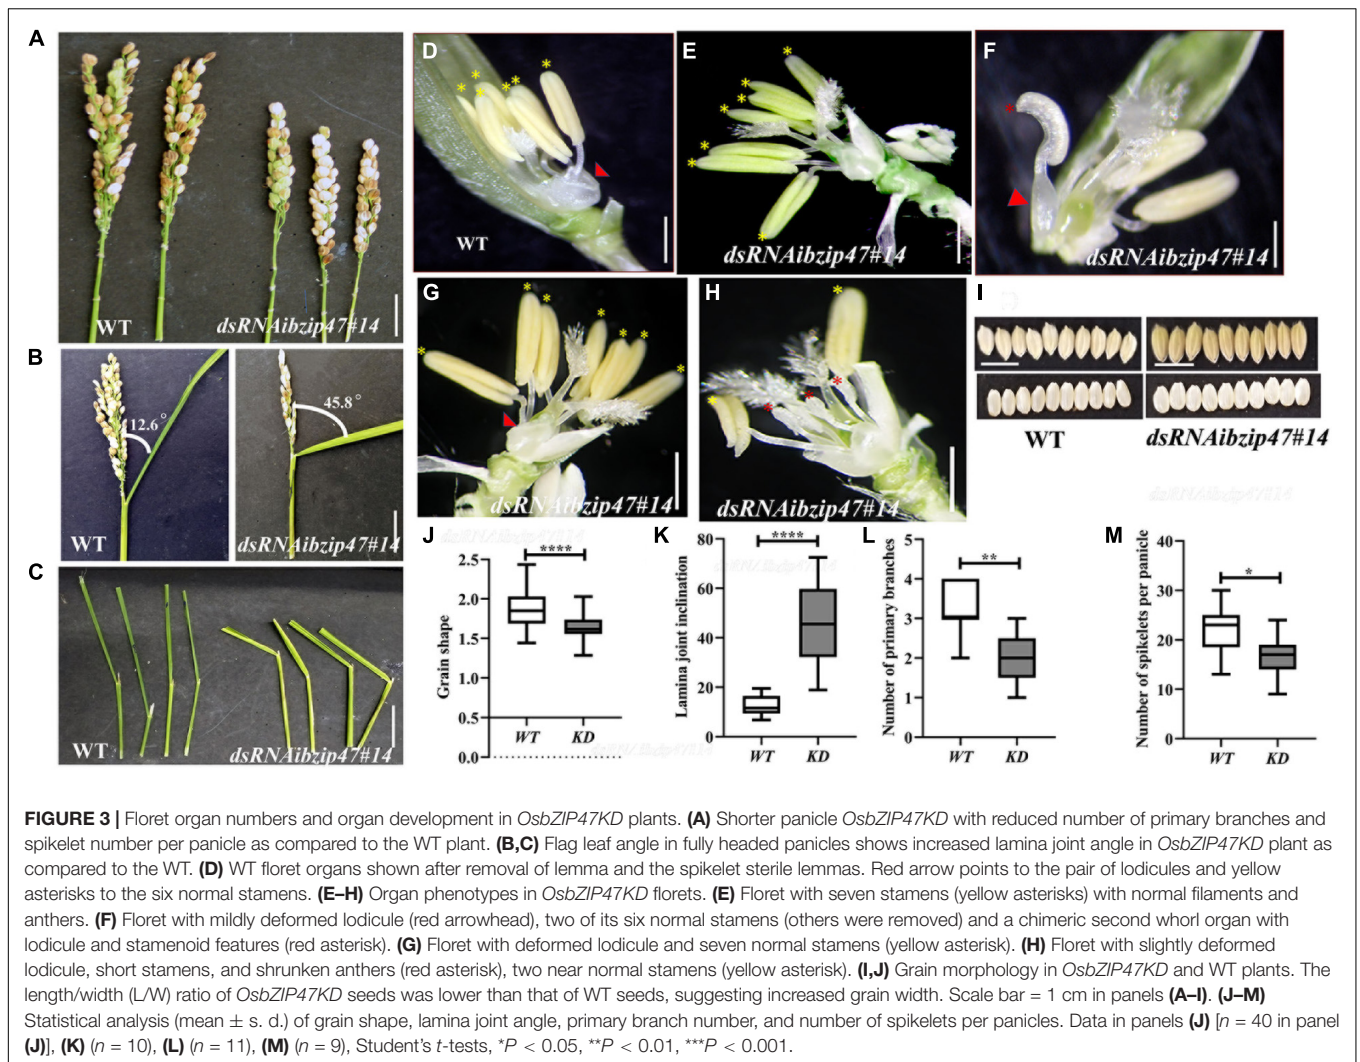 A
WT
dsRNAibzip47#14
B
12.6°
WT
45.8°
dsRNAibzip47#14
C
WT
dsRNAibzip47#14
D
* * * * * *
WT
E
* * * * * * *
dsRNAibzip47#14
F
*
dsRNAibzip47#14
G
* * * * * * *
dsRNAibzip47#14
H
* * * * *
dsRNAibzip47#14
I
WT
dsRNAibzip47#14
dsRNAibzip47#14
J
dsRNAibzip47#14
Grain shape
2.5
2.0
1.5
1.0
0.5
0.0
****
WT KD
dsRNAibzip47#14
K
dsRNAibzip47#14
Lamina joint inclination
80
60
40
20
0
****
WT KD
L
Number of primary branches
5
4
3
2
1
0
**
WT KD
M
Number of spikelets per panicle
40
30
20
10
0
*
WT KD
FIGURE 3 | Floret organ numbers and organ development in OsbZIP47KD plants. (A) Shorter panicle OsbZIP47KD with reduced number of primary branches and
spikelet number per panicle as compared to the WT plant. (B,C) Flag leaf angle in fully headed panicles shows increased lamina joint angle in OsbZIP47KD plant as
compared to the WT. (D) WT floret organs shown after removal of lemma and the spikelet sterile lemmas. Red arrow points to the pair of lodicules and yellow
asterisks to the six normal stamens. (E–H) Organ phenotypes in OsbZIP47KD florets. (E) Floret with seven stamens (yellow asterisks) with normal filaments and
anthers. (F) Floret with mildly deformed lodicule (red arrowhead), two of its six normal stamens (others were removed) and a chimeric second whorl organ with
lodicule and stamenoid features (red asterisk). (G) Floret with deformed lodicule and seven normal stamens (yellow asterisk). (H) Floret with slightly deformed
lodicule, short stamens, and shrunken anthers (red asterisk), two near normal stamens (yellow asterisk). (I,J) Grain morphology in OsbZIP47KD and WT plants. The
length/width (L/W) ratio of OsbZIP47KD seeds was lower than that of WT seeds, suggesting increased grain width. Scale bar = 1 cm in panels (A–I). (J–M)
Statistical analysis (mean ± s. d.) of grain shape, lamina joint angle, primary branch number, and number of spikelets per panicles. Data in panels (J) [n = 40 in panel
(J)], (K) (n = 10), (L) (n = 11), (M) (n = 9), Student's t-tests, *P < 0.05, **P < 0.01, ***P < 0.001.